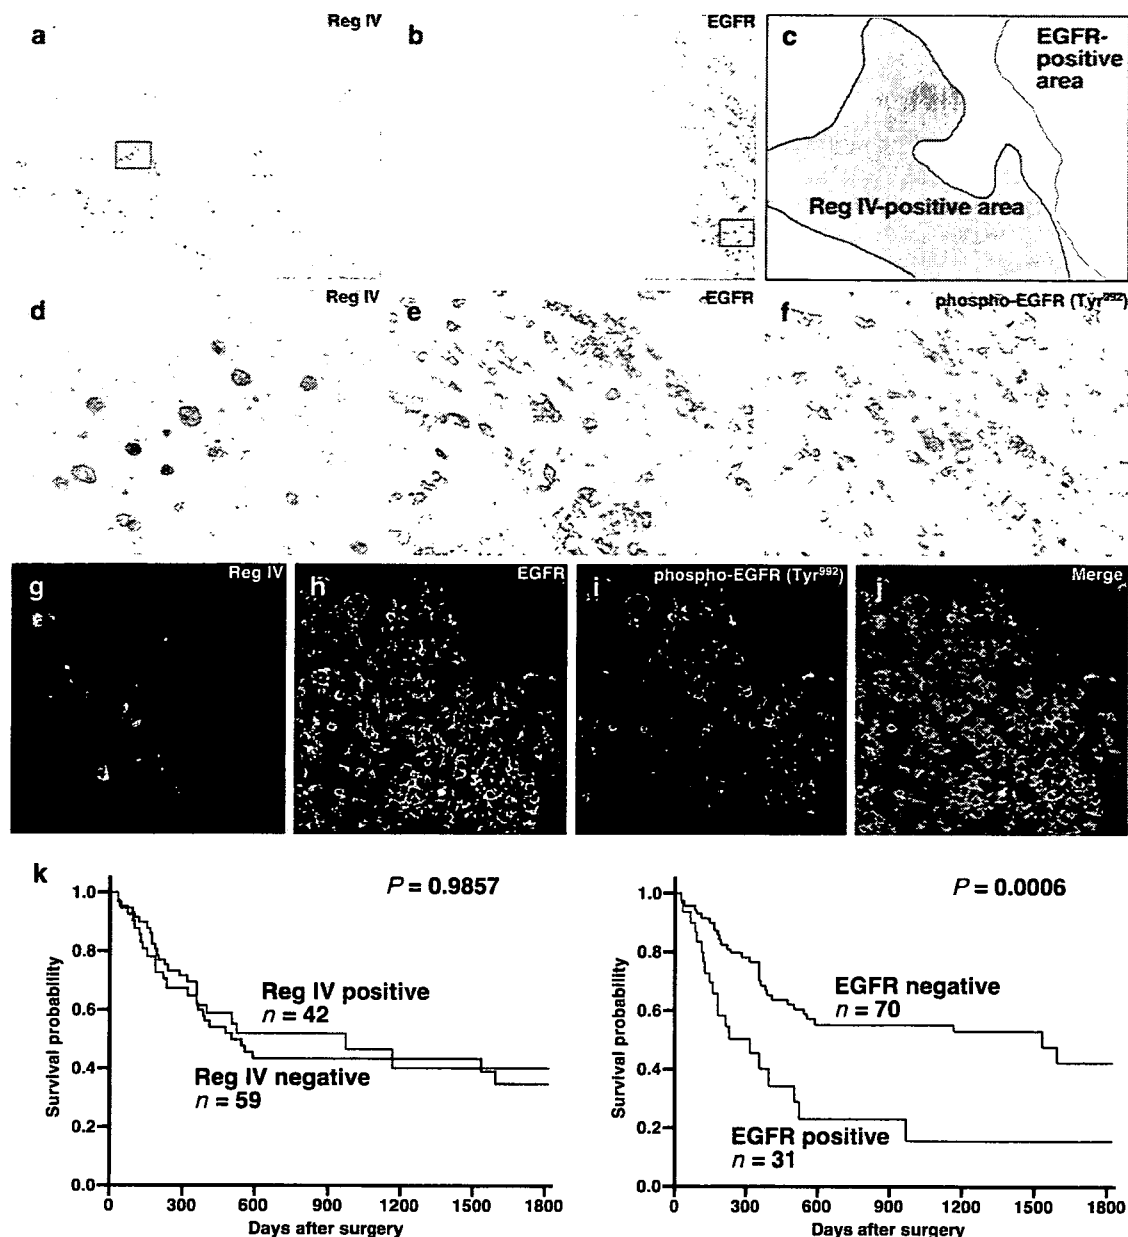 a
Reg IV
b
EGFR
c
EGFR-
positive
area
Reg IV-positive area
d
Reg IV
e
EGFR
f
phospho-EGFR (Tyr⁹⁹²)
g
Reg IV
h
EGFR
i
phospho-EGFR (Tyr⁹⁹²)
j
Merge
k
P = 0.9857
1.0
0.8
0.6
0.4
0.2
0.0
Survival probability
Reg IV positive
n = 42
Reg IV negative
n = 59
0 300 600 900 1200 1500 1800
Days after surgery
P = 0.0006
1.0
0.8
0.6
0.4
0.2
0.0
Survival probability
EGFR negative
n = 70
EGFR positive
n = 31
0 300 600 900 1200 1500 1800
Days after surgery